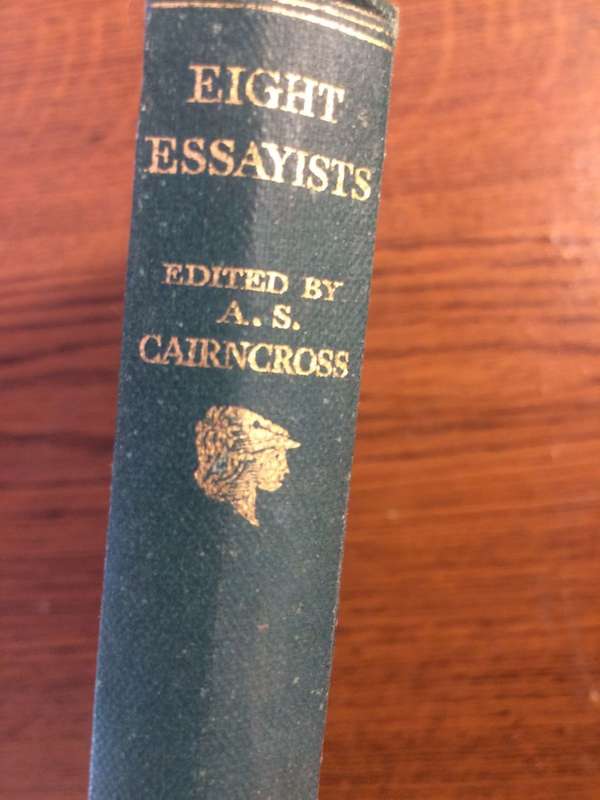 EIGHT
ESSAYISTS
EDITED BY
A. S.
CAIRNCROSS